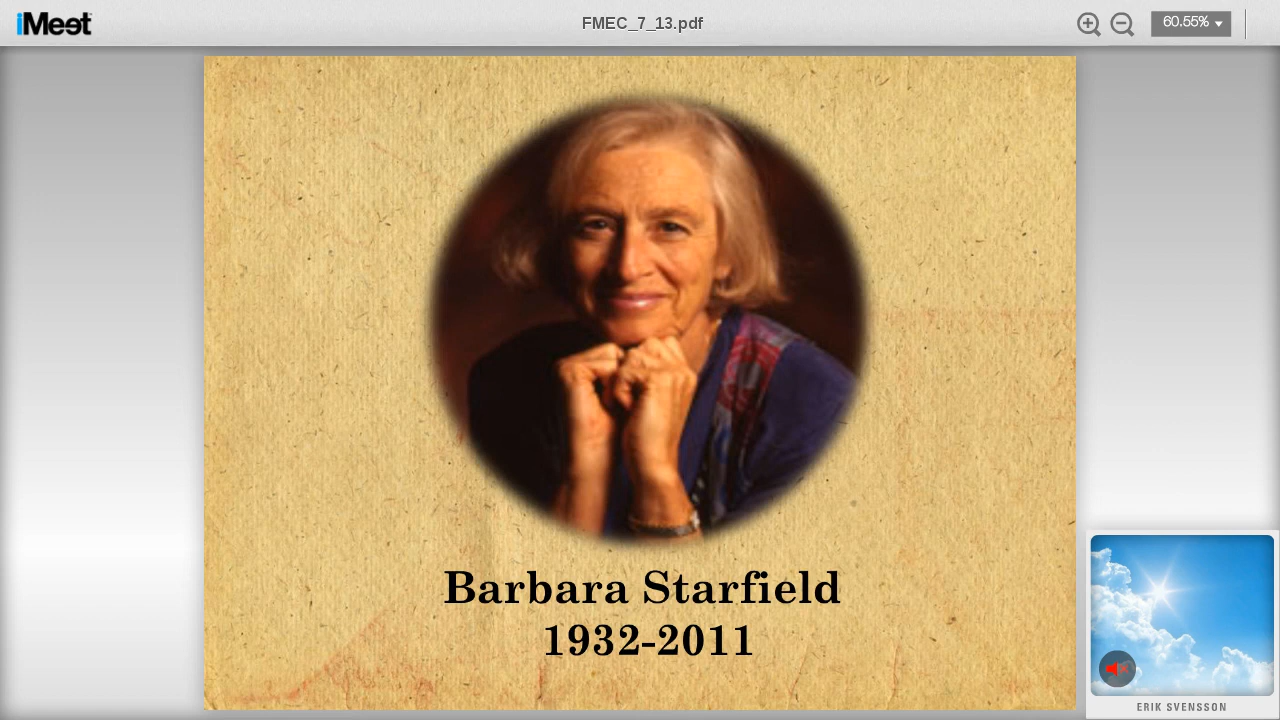 iMeet
FMEC_7_13.pdf
60.55%
Barbara Starfield
1932-2011
ERIK SVENSSON